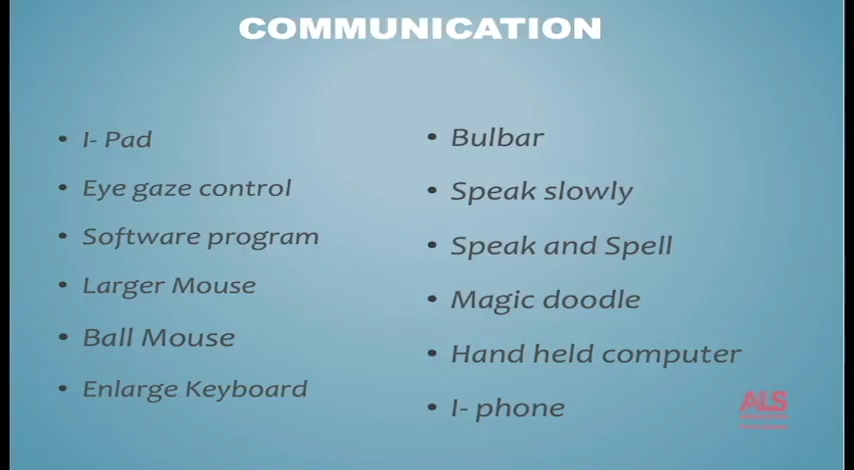 COMMUNICATION
• I- Pad
• Eye gaze control
• Software program
• Larger Mouse
• Ball Mouse
• Enlarge Keyboard
• Bulbar
• Speak slowly
• Speak and Spell
• Magic doodle
• Hand held computer
• I- phone
ALS